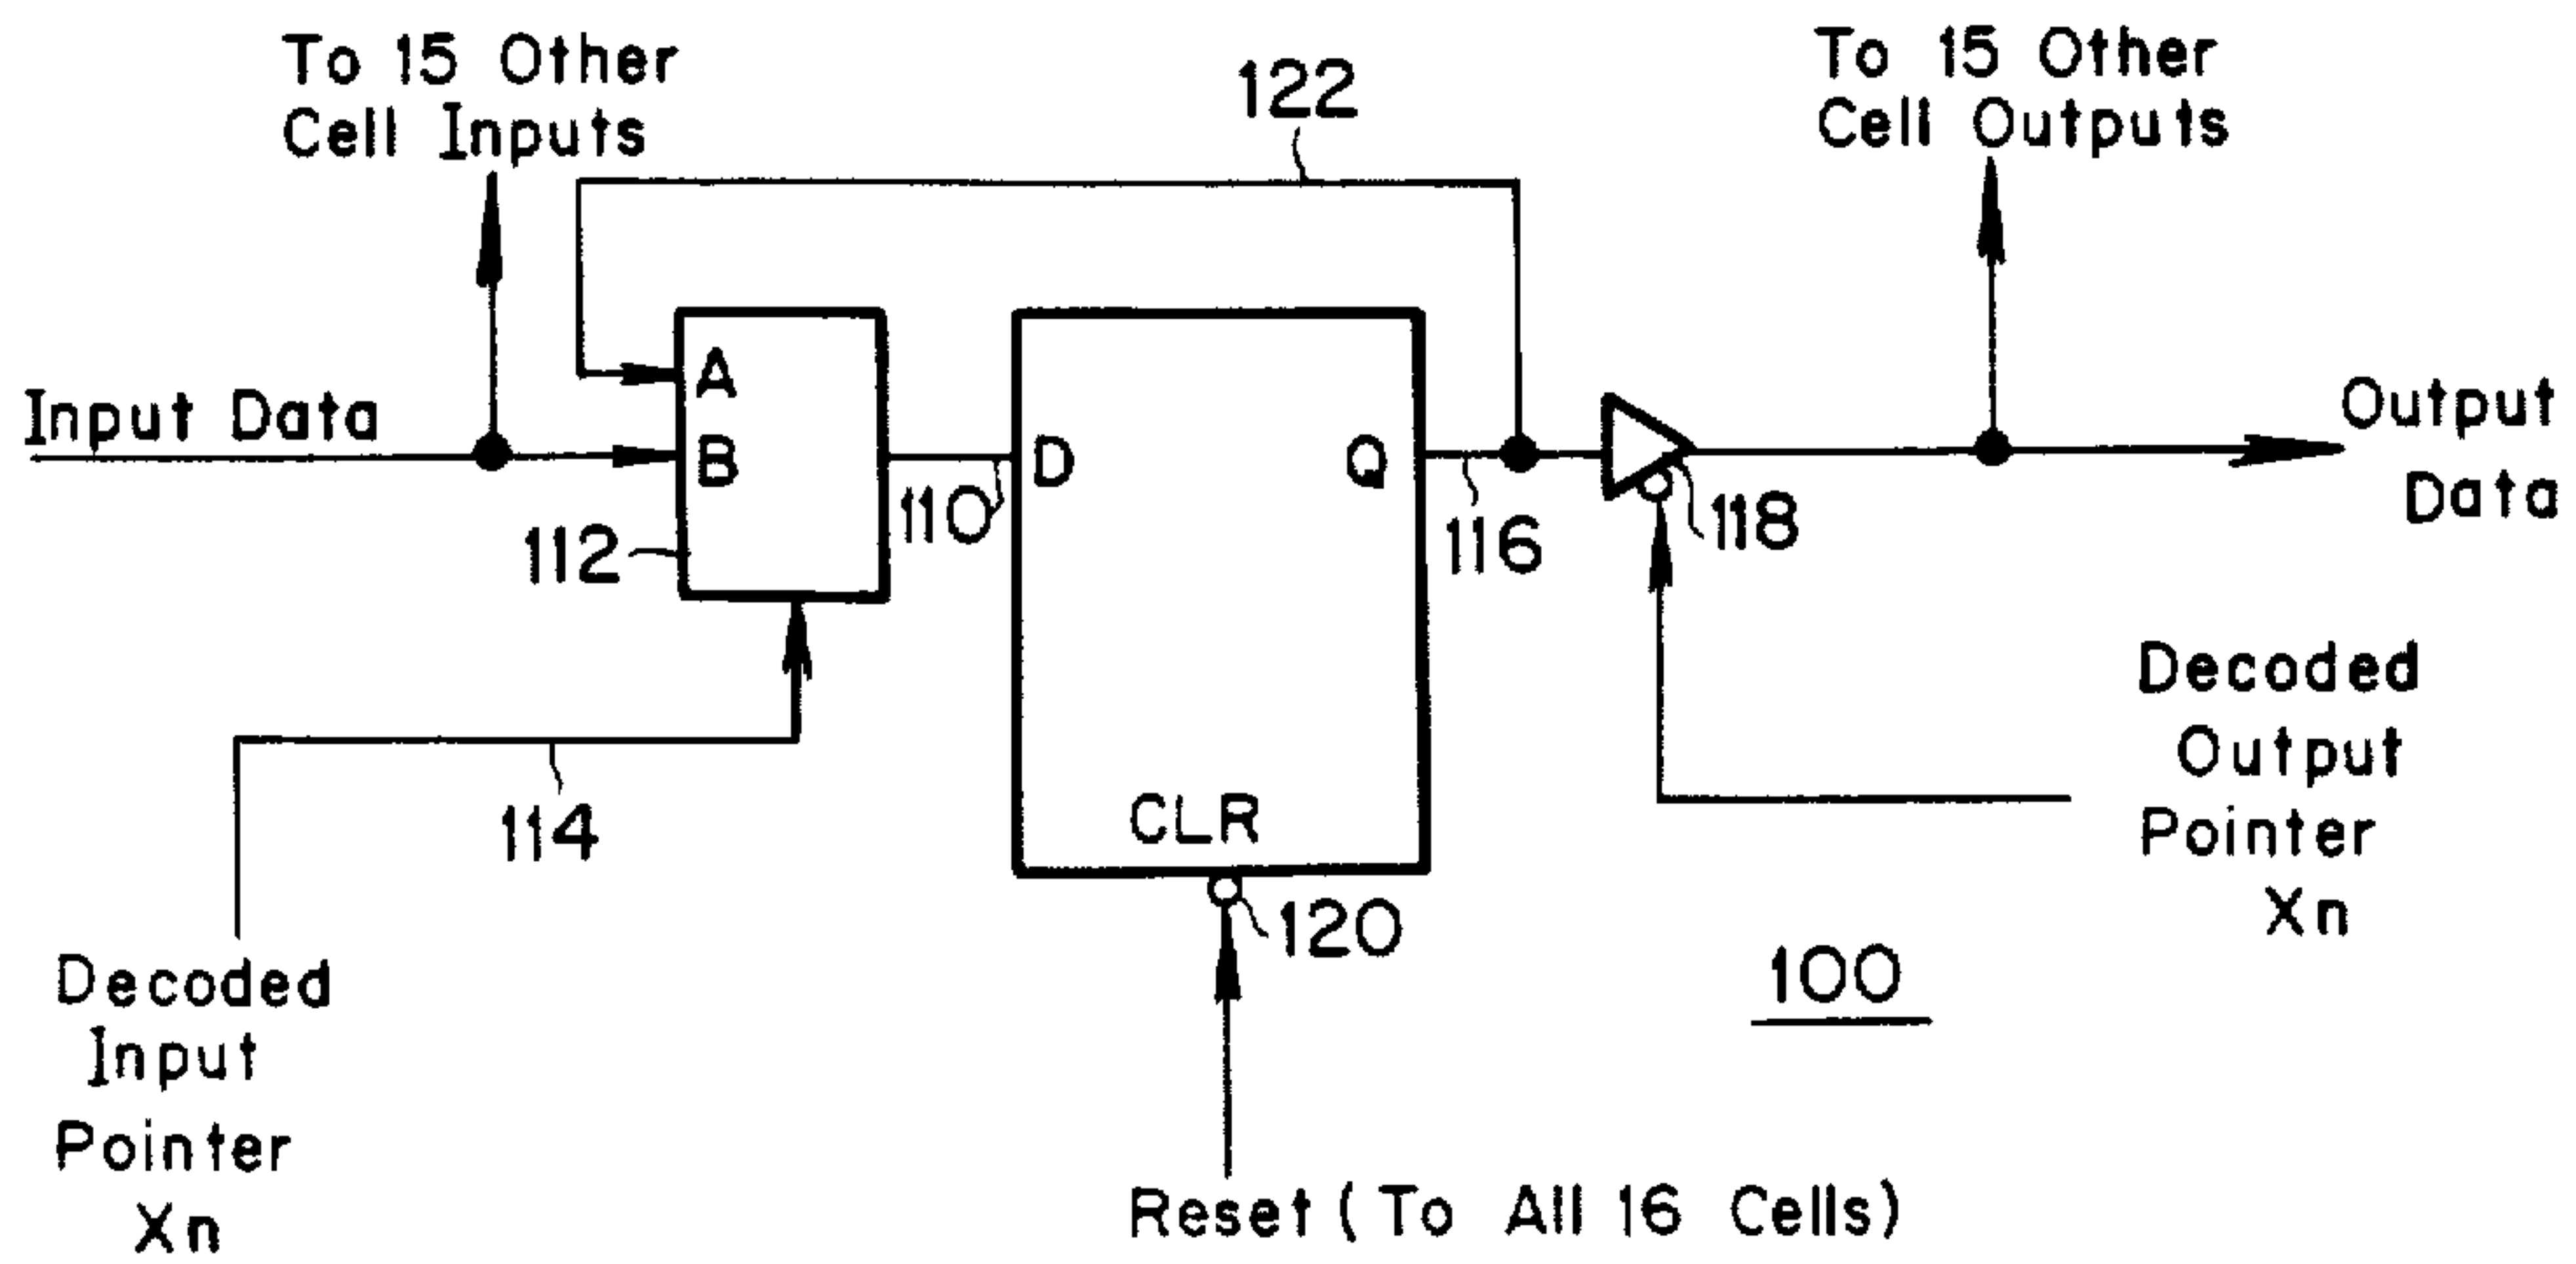 To 15 Other
Cell Inputs
122
To 15 Other
Cell Outputs
Input Data
A
B
112
110
D
Q
CLR
116
118
Output
Data
114
120
Decoded
Output
Pointer
Xn
Decoded
Input
Pointer
Xn
100
Reset (To All 16 Cells)